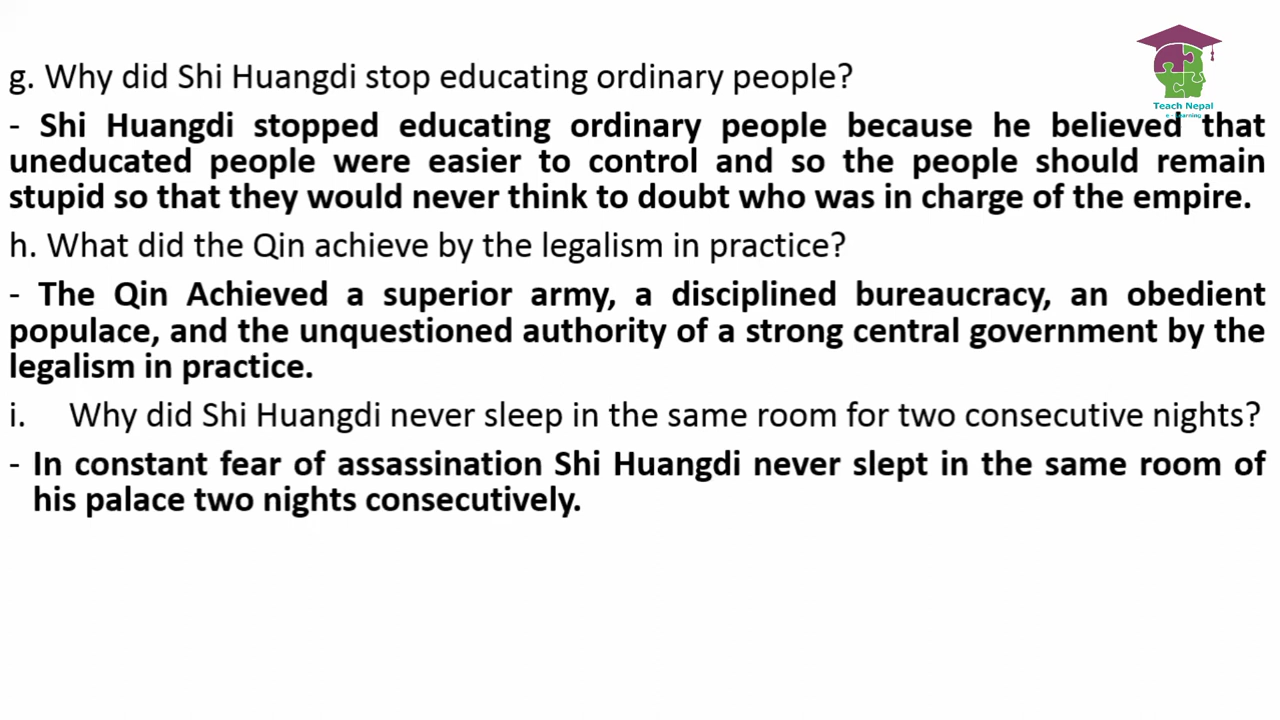 Teach Nepal
e - Learning
g. Why did Shi Huangdi stop educating ordinary people?
- Shi Huangdi stopped educating ordinary people because he believed that
uneducated people were easier to control and so the people should remain
stupid so that they would never think to doubt who was in charge of the empire.
h. What did the Qin achieve by the legalism in practice?
- The Qin Achieved a superior army, a disciplined bureaucracy, an obedient
populace, and the unquestioned authority of a strong central government by the
legalism in practice.
i. Why did Shi Huangdi never sleep in the same room for two consecutive nights?
- In constant fear of assassination Shi Huangdi never slept in the same room of
his palace two nights consecutively.